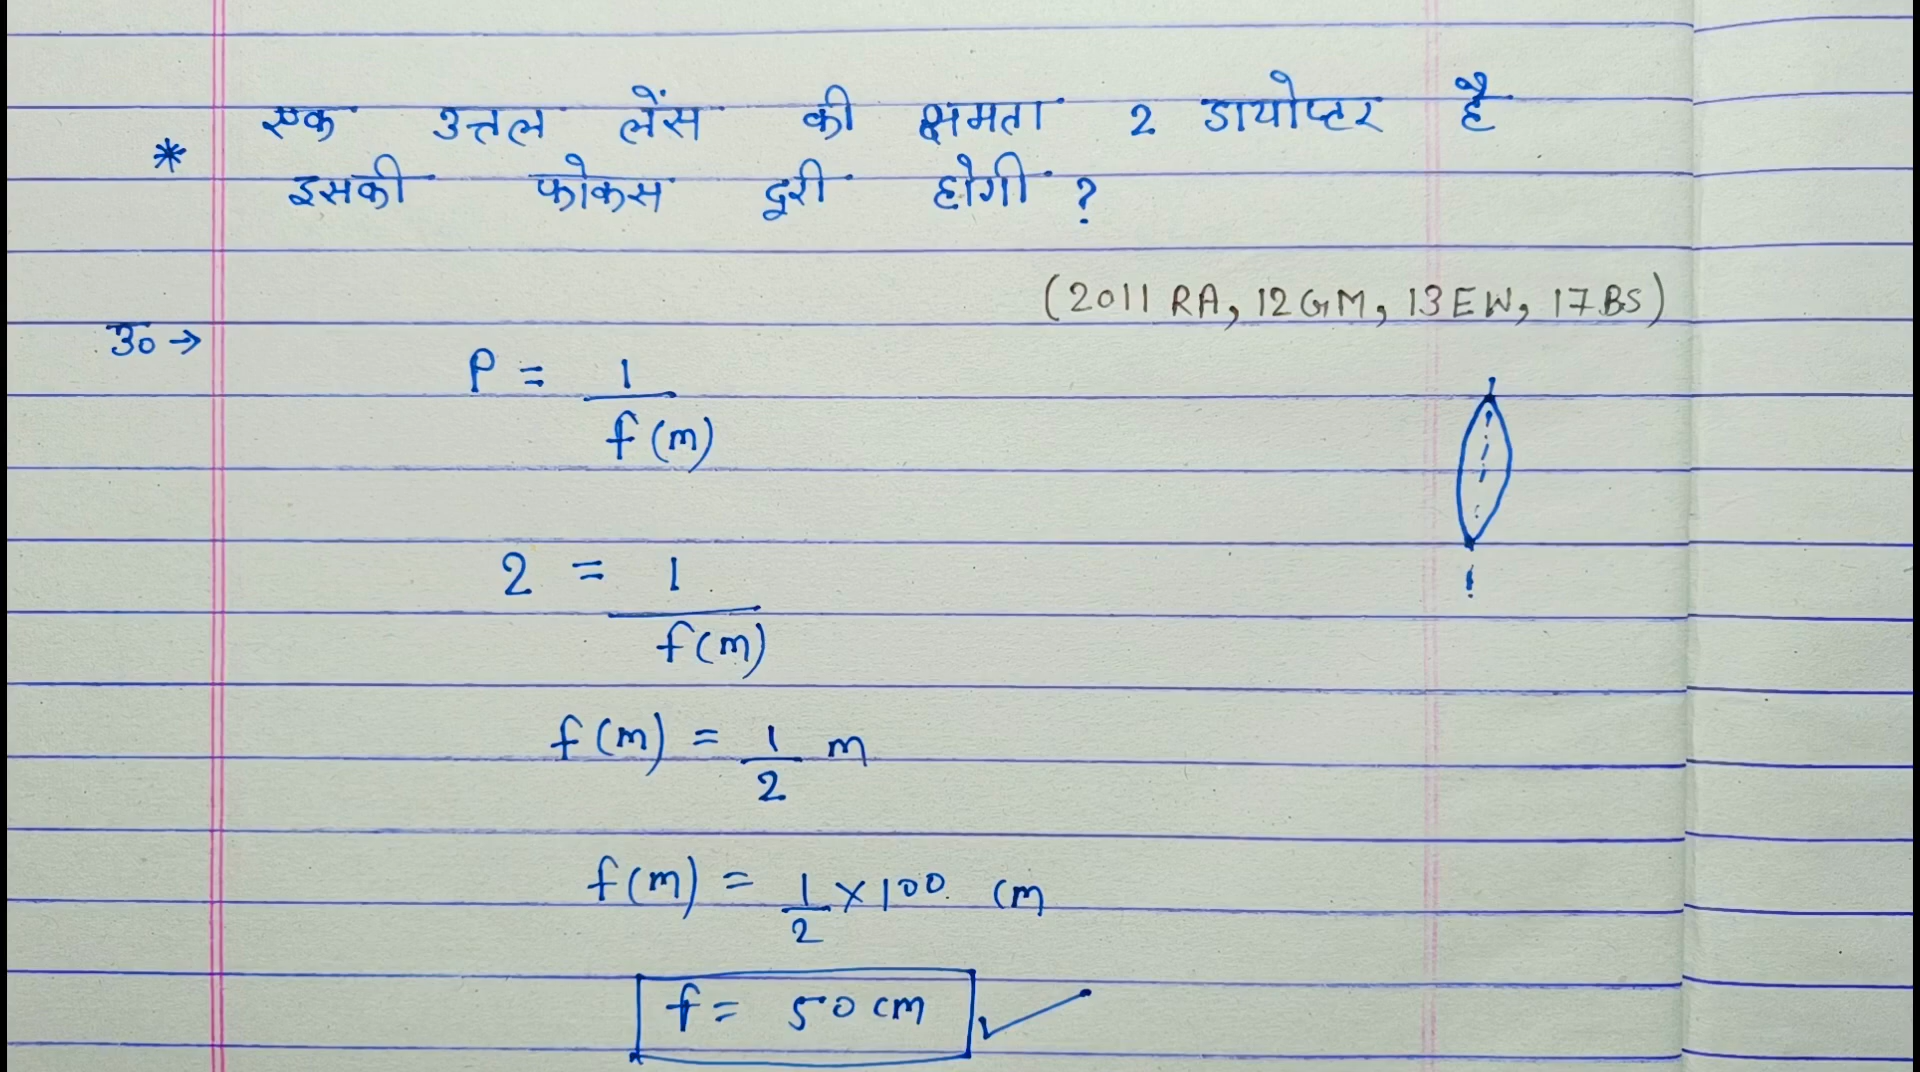 एक उत्तल लेंस की क्षमता 2 डायोप्टर है
* इसकी फोकस दूरी होगी ?
(2011 RA, 12 GM, 13 EW, 17 BS)
उ० →
P = 1
f (m)
2 = 1
f(m)
f (m) = 1 m
2
f(m) = 1 × 100 cm
2
f = 50 cm ✓